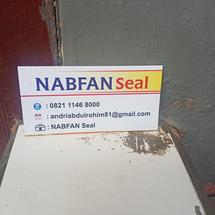 NABFAN Seal
: 0821 1146 8000
: andriabdulrohim81@gmail.com
: NABFAN Seal